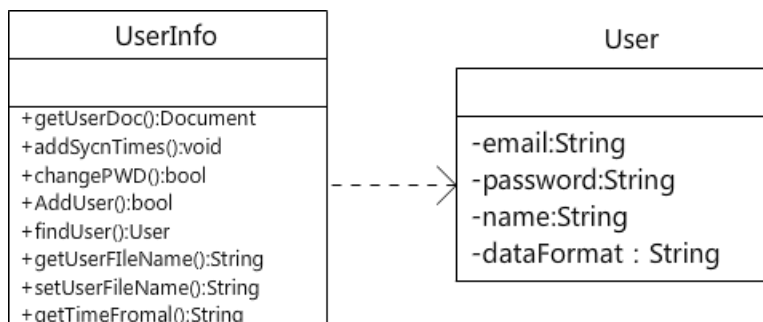 UserInfo
+getUserDoc():Document
+addSycnTimes():void
+changePWD():bool
+AddUser():bool
+findUser():User
+getUserFIleName():String
+setUserFileName():String
+getTimeFromal():String
User
-email:String
-password:String
-name:String
-dataFormat：String